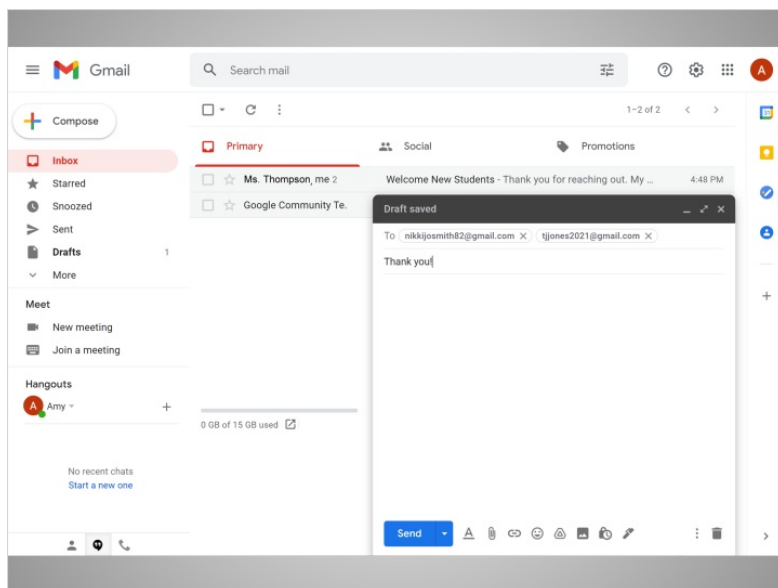 Gmail
Search mail
A
Compose
1–2 of 2
31
Primary
Social
Promotions
Inbox
Ms. Thompson, me 2
Welcome New Students - Thank you for reaching out. My ...
4:48 PM
Starred
Google Community Te.
Snoozed
Draft saved
Sent
To nikkijosmith82@gmail.com tjjones2021@gmail.com
Drafts 1
Thank you!
More
Meet
New meeting
Join a meeting
Hangouts
A Amy
0 GB of 15 GB used
No recent chats
Start a new one
Send
A